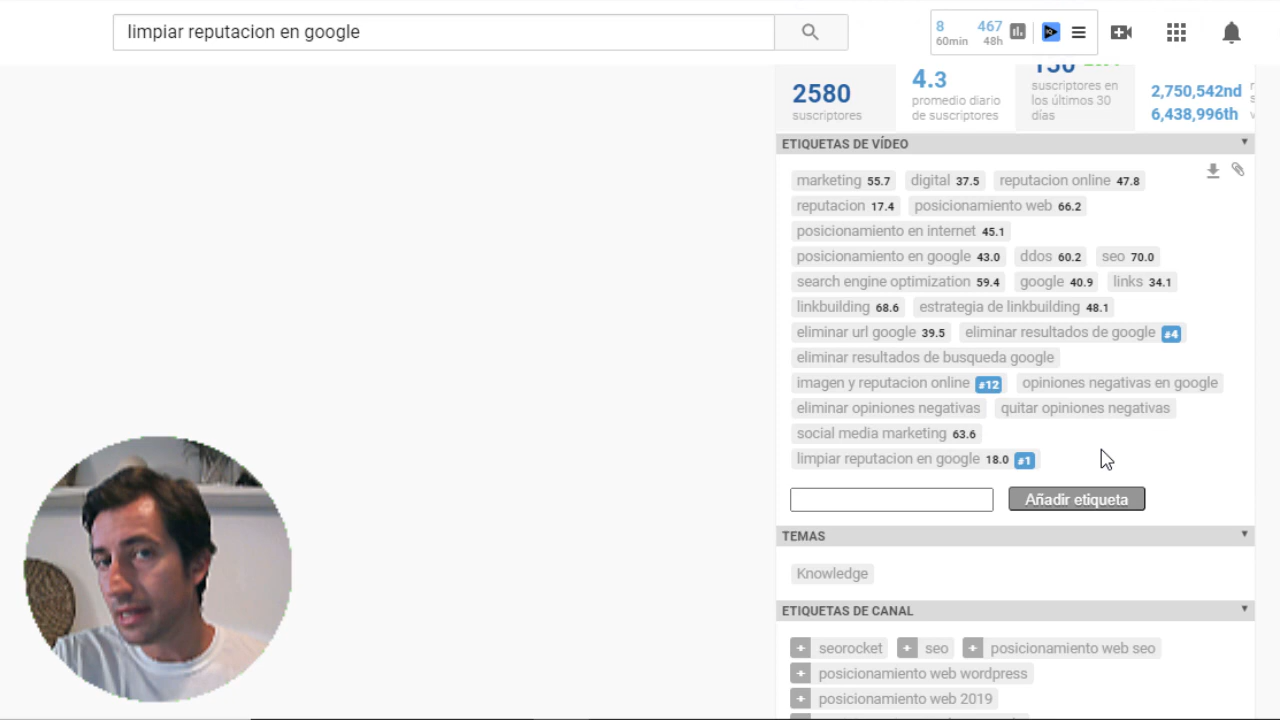 limpiar reputacion en google
8 467
60min 48h
2580
suscriptores
4.3
promedio diario
de suscriptores
suscriptores en
los últimos 30
días
2,750,542nd
6,438,996th
ETIQUETAS DE VÍDEO
marketing 55.7 digital 37.5 reputacion online 47.8
reputacion 17.4 posicionamiento web 66.2
posicionamiento en internet 45.1
posicionamiento en google 43.0 ddos 60.2 seo 70.0
search engine optimization 59.4 google 40.9 links 34.1
linkbuilding 68.6 estrategia de linkbuilding 48.1
eliminar url google 39.5 eliminar resultados de google #4
eliminar resultados de busqueda google
imagen y reputacion online #12 opiniones negativas en google
eliminar opiniones negativas quitar opiniones negativas
social media marketing 63.6
limpiar reputacion en google 18.0 #1
Añadir etiqueta
TEMAS
Knowledge
ETIQUETAS DE CANAL
+ seorocket + seo + posicionamiento web seo
+ posicionamiento web wordpress
+ posicionamiento web 2019